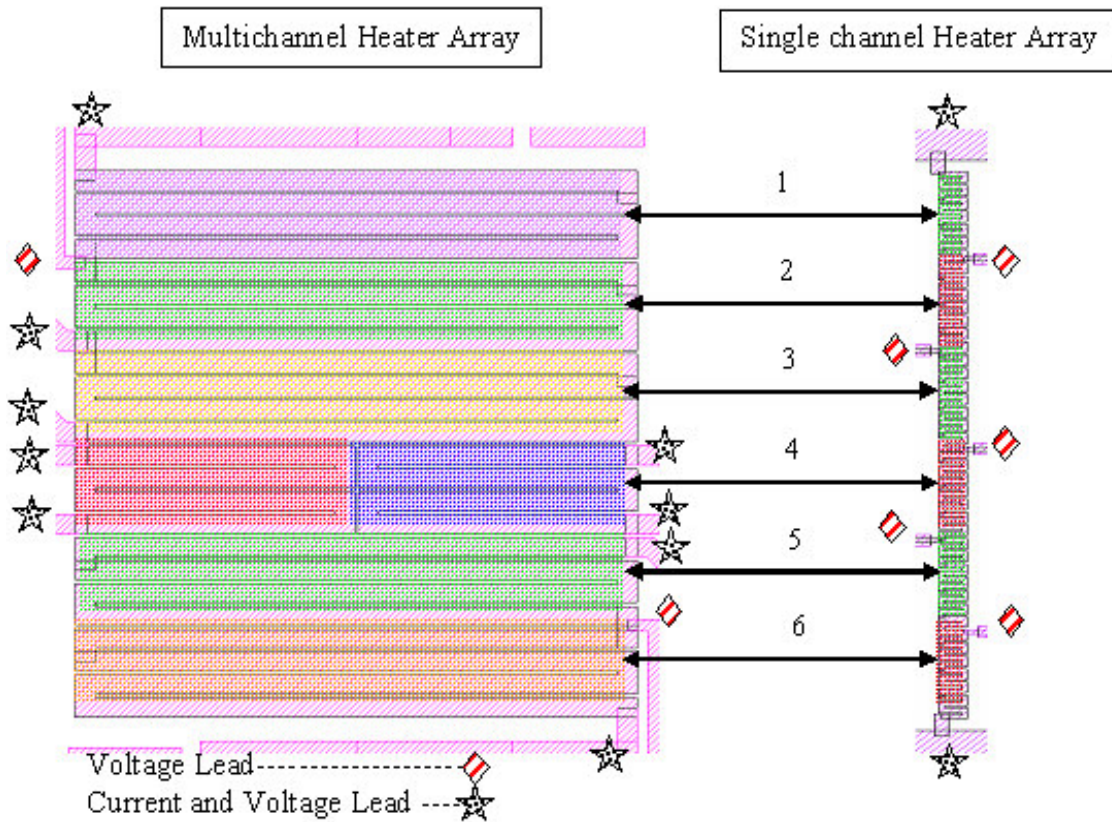 Multichannel Heater Array
Single channel Heater Array
1
2
3
4
5
6
Voltage Lead
Current and Voltage Lead